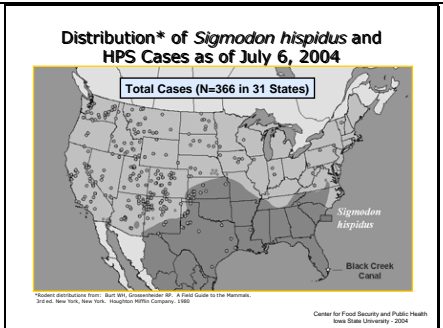 Distribution* of Sigmodon hispidus and
HPS Cases as of July 6, 2004
Total Cases (N=366 in 31 States)
Sigmodon
hispidus
Black Creek
Canal
*Rodent distributions from: Burt WH, Grossenheider RP. A Field Guide to the Mammals.
3rd ed. New York, New York. Houghton Mifflin Company. 1980
Center for Food Security and Public Health
Iowa State University - 2004